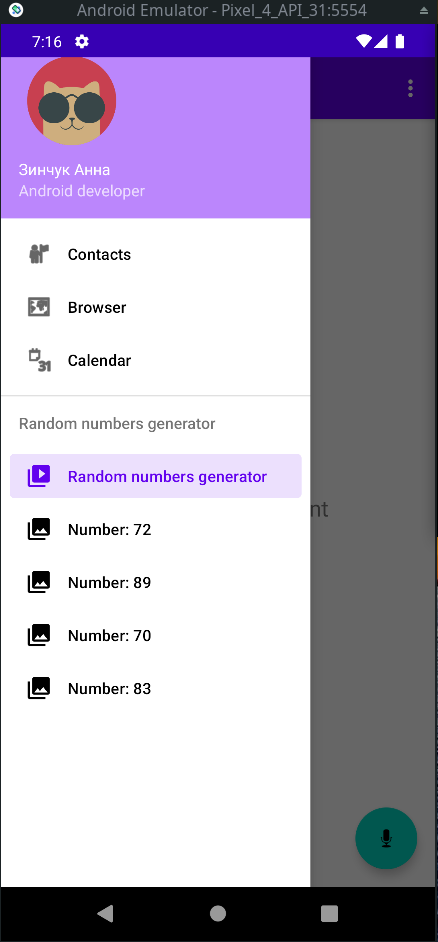 Android Emulator - Pixel_4_API_31:5554
7:16
Зинчук Анна
Android developer
Contacts
Browser
31
Calendar
Random numbers generator
Random numbers generator
nt
Number: 72
Number: 89
Number: 70
Number: 83